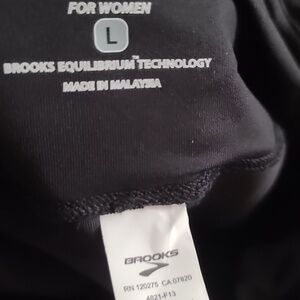 FOR WOMEN
L
BROOKS EQUILIBRIUM™ TECHNOLOGY
MADE IN MALAYSIA
BROOKS
RN 120275 CA 07820
4821-F13